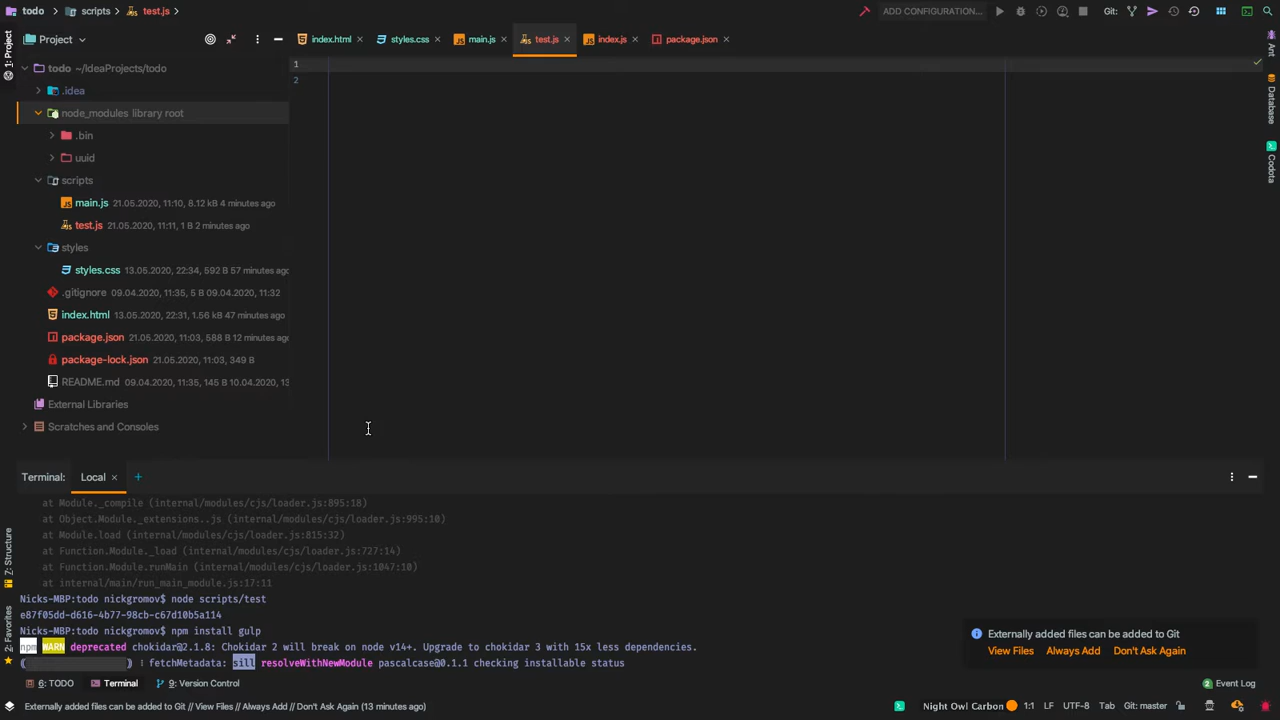 todo scripts test.js
ADD CONFIGURATION...
Git:
Project
index.html
styles.css
main.js
test.js
index.js
package.json
1: Project
todo ~/IdeaProjects/todo
.idea
node_modules library root
.bin
uuid
scripts
main.js 21.05.2020, 11:10, 8.12 kB 4 minutes ago
test.js 21.05.2020, 11:11, 1 B 2 minutes ago
styles
styles.css 13.05.2020, 22:34, 592 B 57 minutes ago
.gitignore 09.04.2020, 11:35, 5 B 09.04.2020, 11:32
index.html 13.05.2020, 22:31, 1.56 kB 47 minutes ago
package.json 21.05.2020, 11:03, 588 B 12 minutes ago
package-lock.json 21.05.2020, 11:03, 349 B
README.md 09.04.2020, 11:35, 145 B 10.04.2020, 13
External Libraries
Scratches and Consoles
1
2
Ant
Database
Codota
Terminal: Local
at Module._compile (internal/modules/cjs/loader.js:895:18)
at Object.Module._extensions..js (internal/modules/cjs/loader.js:995:10)
at Module.load (internal/modules/cjs/loader.js:815:32)
at Function.Module._load (internal/modules/cjs/loader.js:727:14)
at Function.Module.runMain (internal/modules/cjs/loader.js:1047:10)
at internal/main/run_main_module.js:17:11
Nicks-MBP:todo nickgromov$ node scripts/test
e87f05dd-d616-4b77-98cb-c67d10b5a114
Nicks-MBP:todo nickgromov$ npm install gulp
npm WARN deprecated chokidar@2.1.8: Chokidar 2 will break on node v14+. Upgrade to chokidar 3 with 15x less dependencies.
fetchMetadata: sill resolveWithNewModule pascalcase@0.1.1 checking installable status
Z: Structure
2: Favorites
Externally added files can be added to Git
View Files Always Add Don't Ask Again
6: TODO
Terminal
9: Version Control
2 Event Log
Externally added files can be added to Git // View Files // Always Add // Don't Ask Again (13 minutes ago)
Night Owl Carbon 1:1 LF UTF-8 Tab Git: master